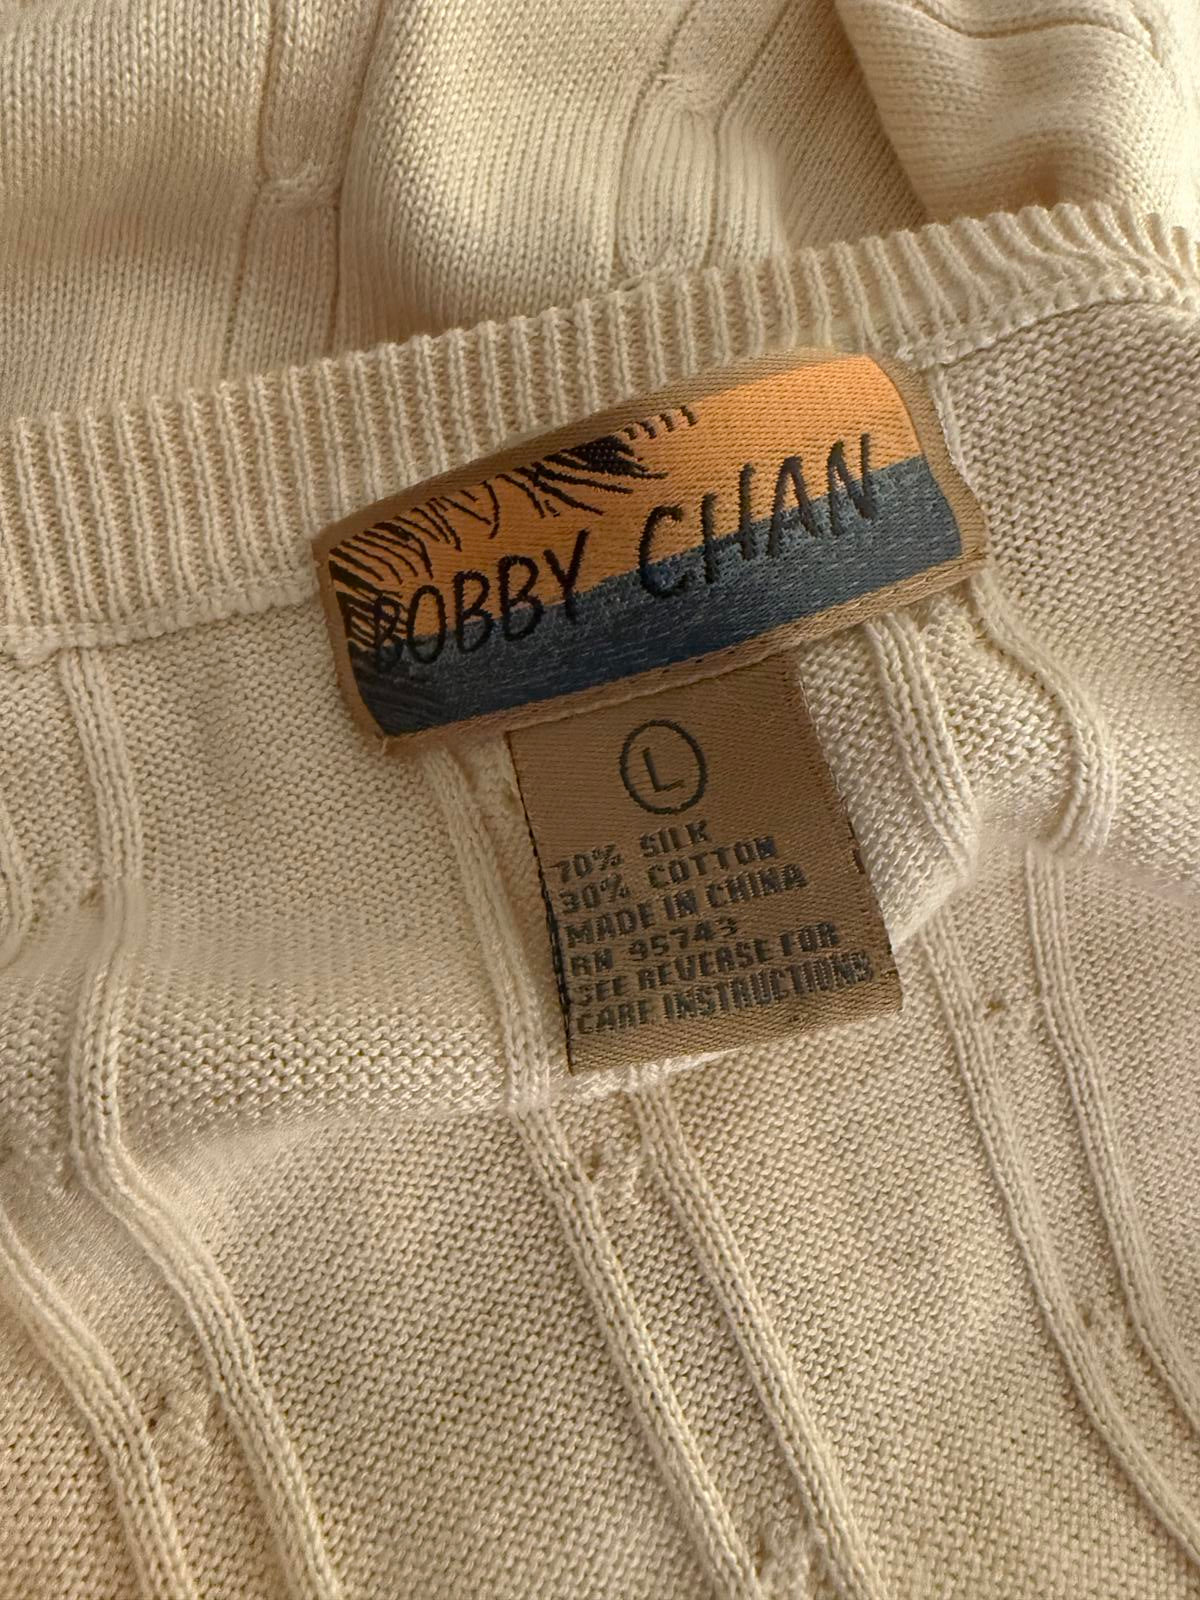 BOBBY CHAN
L
70% SILK
30% COTTON
MADE IN CHINA
RN 95743
SEE REVERSE FOR
CARE INSTRUCTIONS